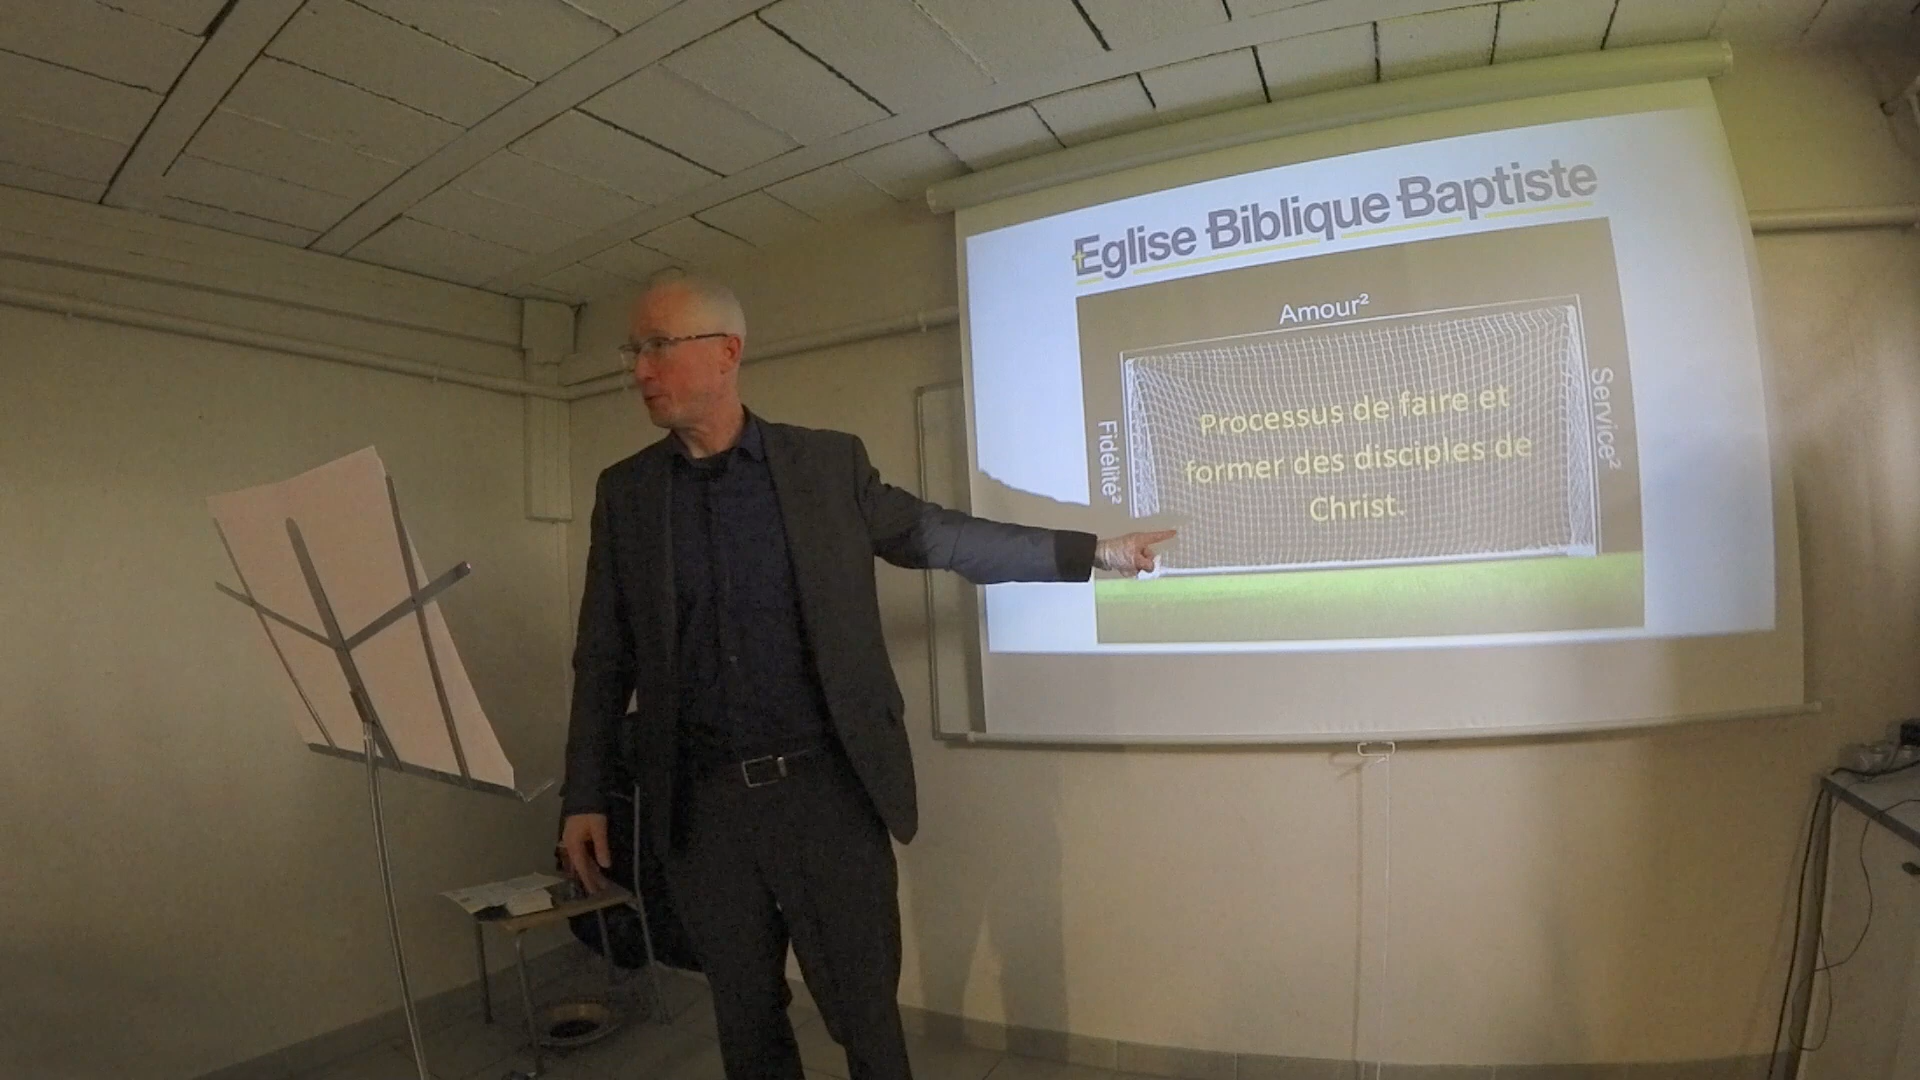 Eglise Biblique Baptiste
Amour²
Fidélité²
Processus de faire et
former des disciples de
Christ.
Service²